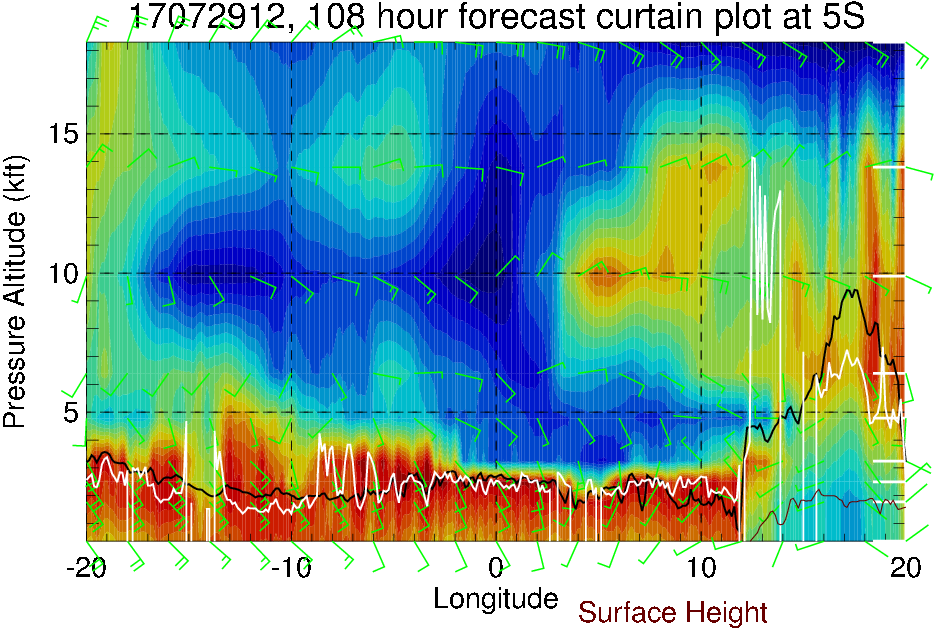 17072912, 108 hour forecast curtain plot at 5S
Pressure Altitude (kft)
15
10
5
-20 -10 0 10 20
Longitude
Surface Height